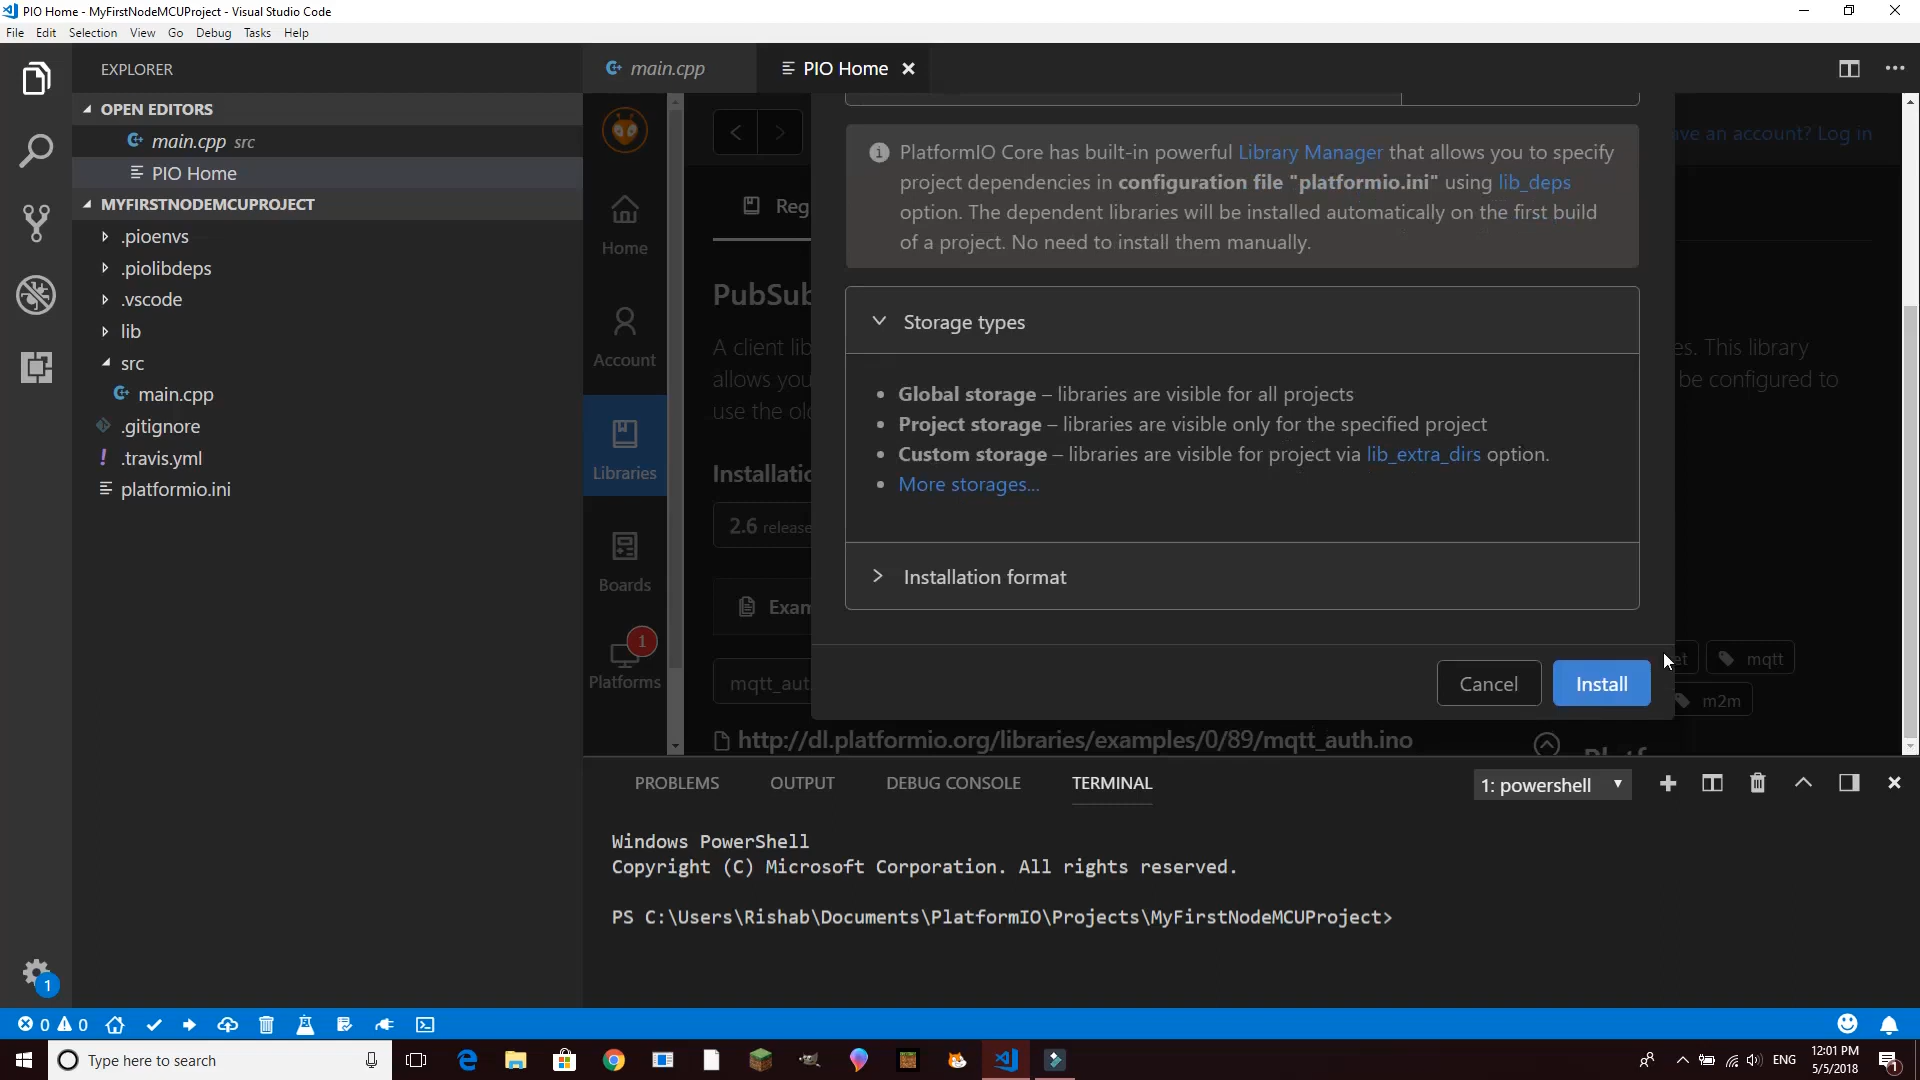 PIO Home - MyFirstNodeMCUProject - Visual Studio Code
File Edit Selection View Go Debug Tasks Help
EXPLORER
OPEN EDITORS
main.cpp src
PIO Home
MYFIRSTNODEMCUPROJECT
.pioenvs
.piolibdeps
.vscode
lib
src
main.cpp
.gitignore
.travis.yml
platformio.ini
main.cpp
PIO Home
Home
Account
Libraries
Boards
1
Platforms
ave an account? Log in
Reg
PubSub
A client lib
allows you
use the old
es. This library
be configured to
Installatio
2.6 release
Exam
mqtt_aut
http://dl.platformio.org/libraries/examples/0/89/mqtt_auth.ino
et
mqtt
m2m
PlatformIO Core has built-in powerful Library Manager that allows you to specify
project dependencies in configuration file "platformio.ini" using lib_deps
option. The dependent libraries will be installed automatically on the first build
of a project. No need to install them manually.
Storage types
Global storage – libraries are visible for all projects
Project storage – libraries are visible only for the specified project
Custom storage – libraries are visible for project via lib_extra_dirs option.
More storages...
Installation format
Cancel
Install
PROBLEMS OUTPUT DEBUG CONSOLE TERMINAL
1: powershell
Windows PowerShell
Copyright (C) Microsoft Corporation. All rights reserved.
PS C:\Users\Rishab\Documents\PlatformIO\Projects\MyFirstNodeMCUProject>
1
0 0
Type here to search
ENG
12:01 PM
5/5/2018
1